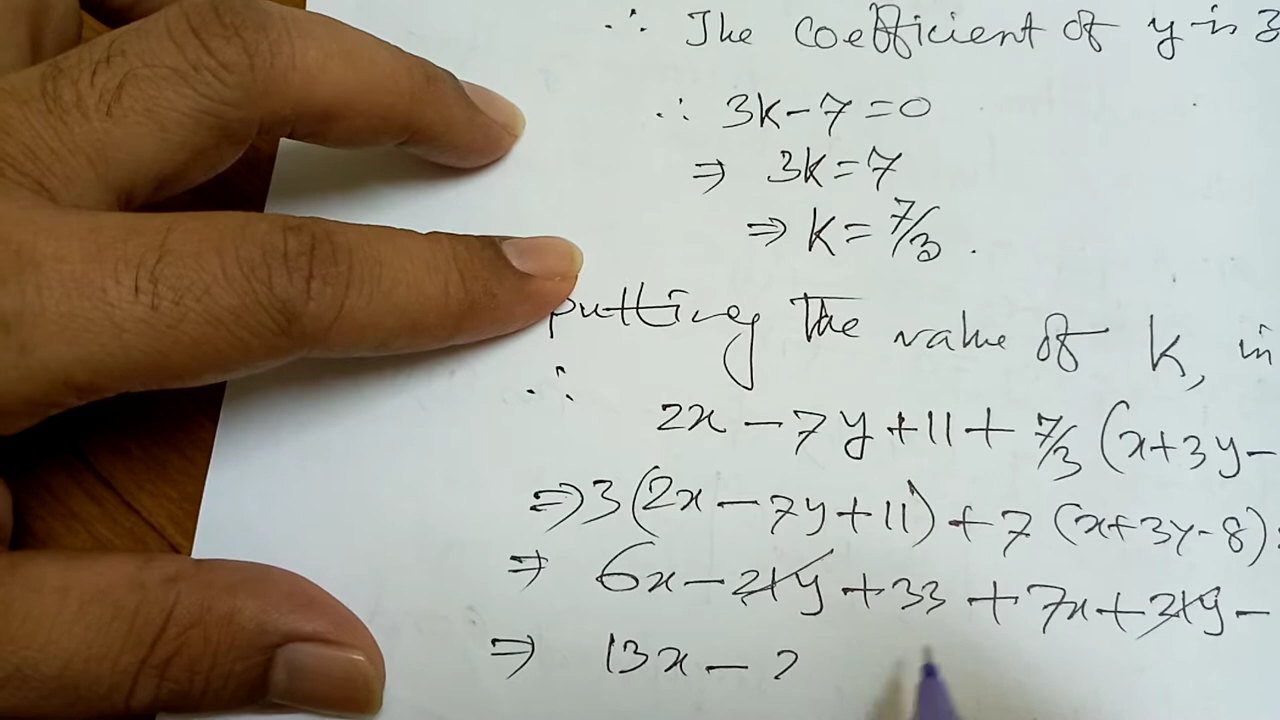 ∴ The coefficient of y is
∴ 3k-7=0
⇒ 3k=7
⇒ k=7/3.
putting the value of k, in
∴
2x-7y+11+7/3(x+3y-
⇒3(2x-7y+11)+7(x+3y-8)
⇒ 6x-21y+33+7x+21y-
⇒ 13x-